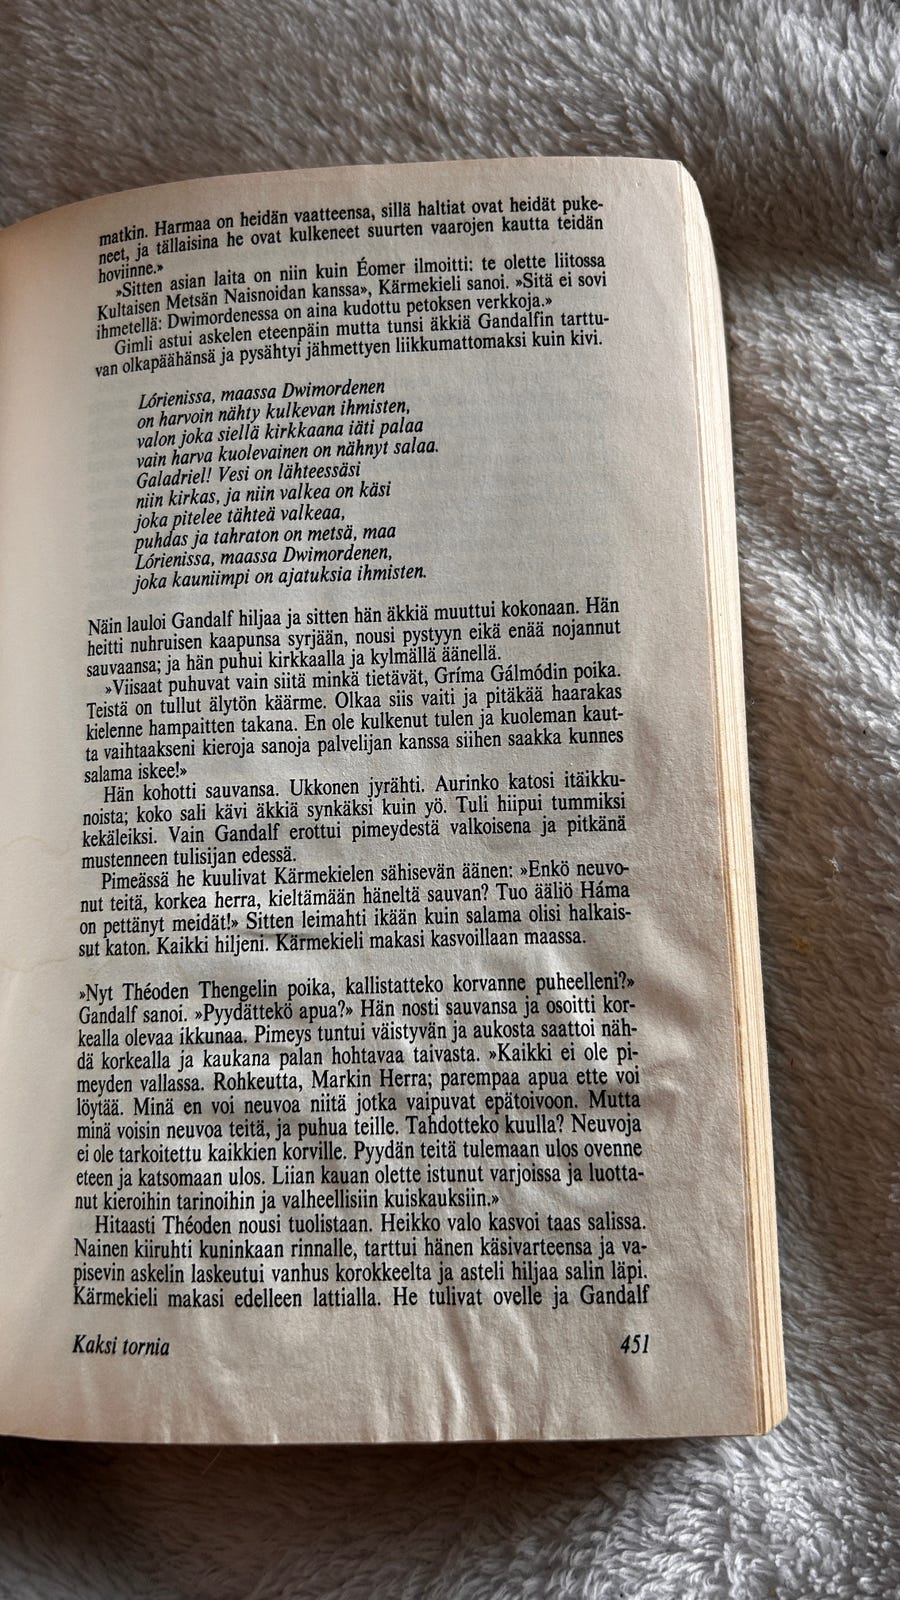 matkin. Harmaa on heidän vaatteensa, sillä haltiat ovat heidät puke-
neet, ja tällaisina he ovat kulkeneet suurten vaarojen kautta teidän
hoviinne.»
»Sitten asian laita on niin kuin Éomer ilmoitti: te olette liitossa
Kultaisen Metsän Naisnoidan kanssa», Kärmekieli sanoi. »Sitä ei sovi
ihmetellä: Dwimordenessa on aina kudottu petoksen verkkoja.»
Gimli astui askelen eteenpäin mutta tunsi äkkiä Gandalfin tarttu-
van olkapäähänsä ja pysähtyi jähmettyen liikkumattomaksi kuin kivi.
Lórienissa, maassa Dwimordenen
on harvoin nähty kulkevan ihmisten,
valon joka siellä kirkkaana iäti palaa
vain harva kuolevainen on nähnyt salaa.
Galadriel! Vesi on lähteessäsi
niin kirkas, ja niin valkea on käsi
joka pitelee tähteä valkeaa,
puhdas ja tahraton on metsä, maa
Lórienissa, maassa Dwimordenen,
joka kauniimpi on ajatuksia ihmisten.
Näin lauloi Gandalf hiljaa ja sitten hän äkkiä muuttui kokonaan. Hän
heitti nuhruisen kaapunsa syrjään, nousi pystyyn eikä enää nojannut
sauvaansa; ja hän puhui kirkkaalla ja kylmällä äänellä.
»Viisaat puhuvat vain siitä minkä tietävät, Gríma Gálmódin poika.
Teistä on tullut älytön käärme. Olkaa siis vaiti ja pitäkää haarakas
kielenne hampaitten takana. En ole kulkenut tulen ja kuoleman kaut-
ta vaihtaakseni kieroja sanoja palvelijan kanssa siihen saakka kunnes
salama iskee!»
Hän kohotti sauvansa. Ukkonen jyrähti. Aurinko katosi itäikku-
noista; koko sali kävi äkkiä synkäksi kuin yö. Tuli hiipui tummiksi
kekäleiksi. Vain Gandalf erottui pimeydestä valkoisena ja pitkänä
mustenneen tulisijan edessä.
Pimeässä he kuulivat Kärmekielen sähisevän äänen: »Enkö neuvo-
nut teitä, korkea herra, kieltämään häneltä sauvan? Tuo ääliö Háma
on pettänyt meidät!» Sitten leimahti ikään kuin salama olisi halkais-
sut katon. Kaikki hiljeni. Kärmekieli makasi kasvoillaan maassa.
»Nyt Théoden Thengelin poika, kallistatteko korvanne puheelleni?»
Gandalf sanoi. »Pyydättekö apua?» Hän nosti sauvansa ja osoitti kor-
kealla olevaa ikkunaa. Pimeys tuntui väistyvän ja aukosta saattoi näh-
dä korkealla ja kaukana palan hohtavaa taivasta. »Kaikki ei ole pi-
meyden vallassa. Rohkeutta, Markin Herra; parempaa apua ette voi
löytää. Minä en voi neuvoa niitä jotka vaipuvat epätoivoon. Mutta
minä voisin neuvoa teitä, ja puhua teille. Tahdotteko kuulla? Neuvoja
ei ole tarkoitettu kaikkien korville. Pyydän teitä tulemaan ulos ovenne
eteen ja katsomaan ulos. Liian kauan olette istunut varjoissa ja luotta-
nut kieroihin tarinoihin ja valheellisiin kuiskauksiin.»
Hitaasti Théoden nousi tuolistaan. Heikko valo kasvoi taas salissa.
Nainen kiiruhti kuninkaan rinnalle, tarttui hänen käsivarteensa ja va-
pisevin askelin laskeutui vanhus korokkeelta ja asteli hiljaa salin läpi.
Kärmekieli makasi edelleen lattialla. He tulivat ovelle ja Gandalf
Kaksi tornia 451